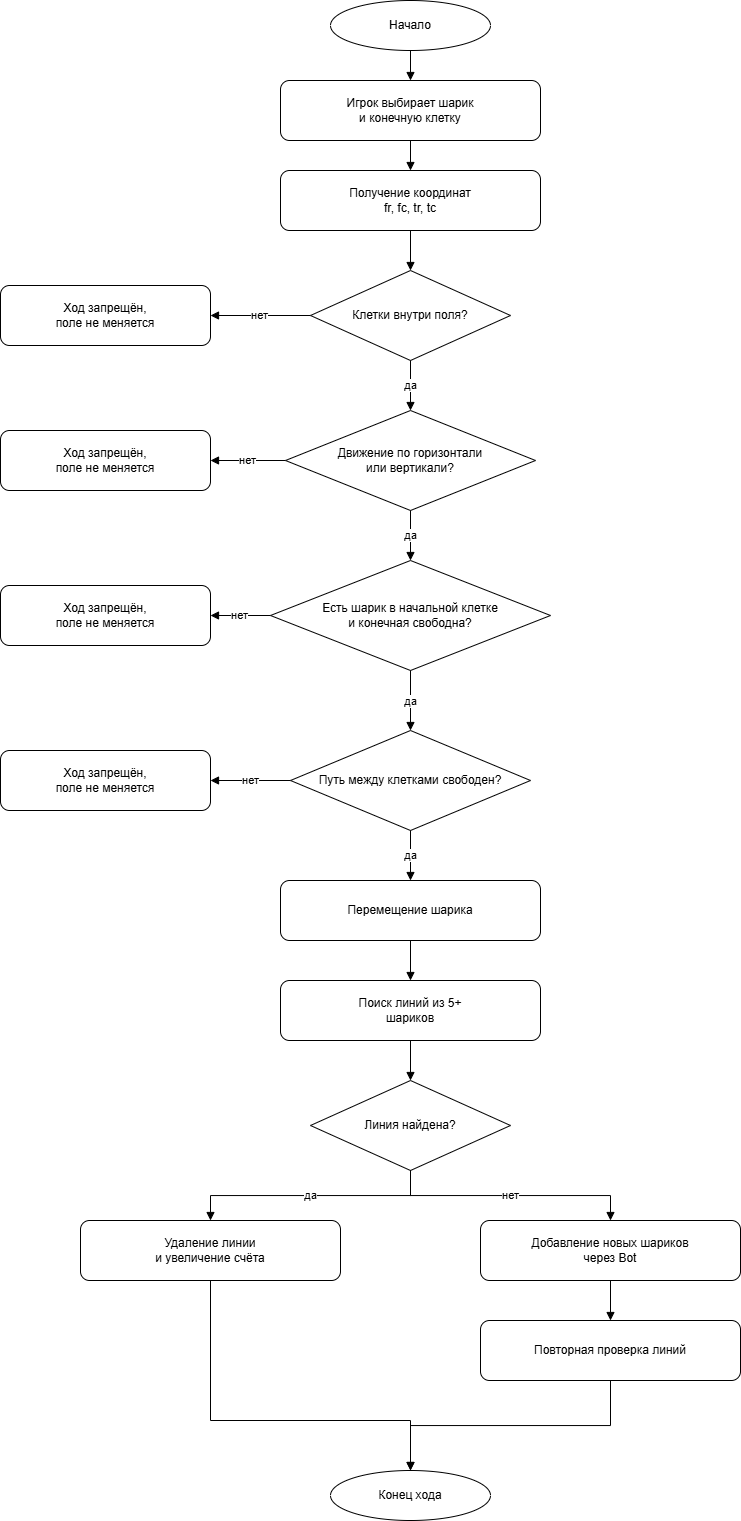 Начало
Игрок выбирает шарик
и конечную клетку
Получение координат
fr, fc, tr, tc
Клетки внутри поля?
нет
Ход запрещён,
поле не меняется
да
Движение по горизонтали
или вертикали?
нет
Ход запрещён,
поле не меняется
да
Есть шарик в начальной клетке
и конечная свободна?
нет
Ход запрещён,
поле не меняется
да
Путь между клетками свободен?
нет
Ход запрещён,
поле не меняется
да
Перемещение шарика
Поиск линий из 5+
шариков
Линия найдена?
да
нет
Удаление линии
и увеличение счёта
Добавление новых шариков
через Bot
Повторная проверка линий
Конец хода